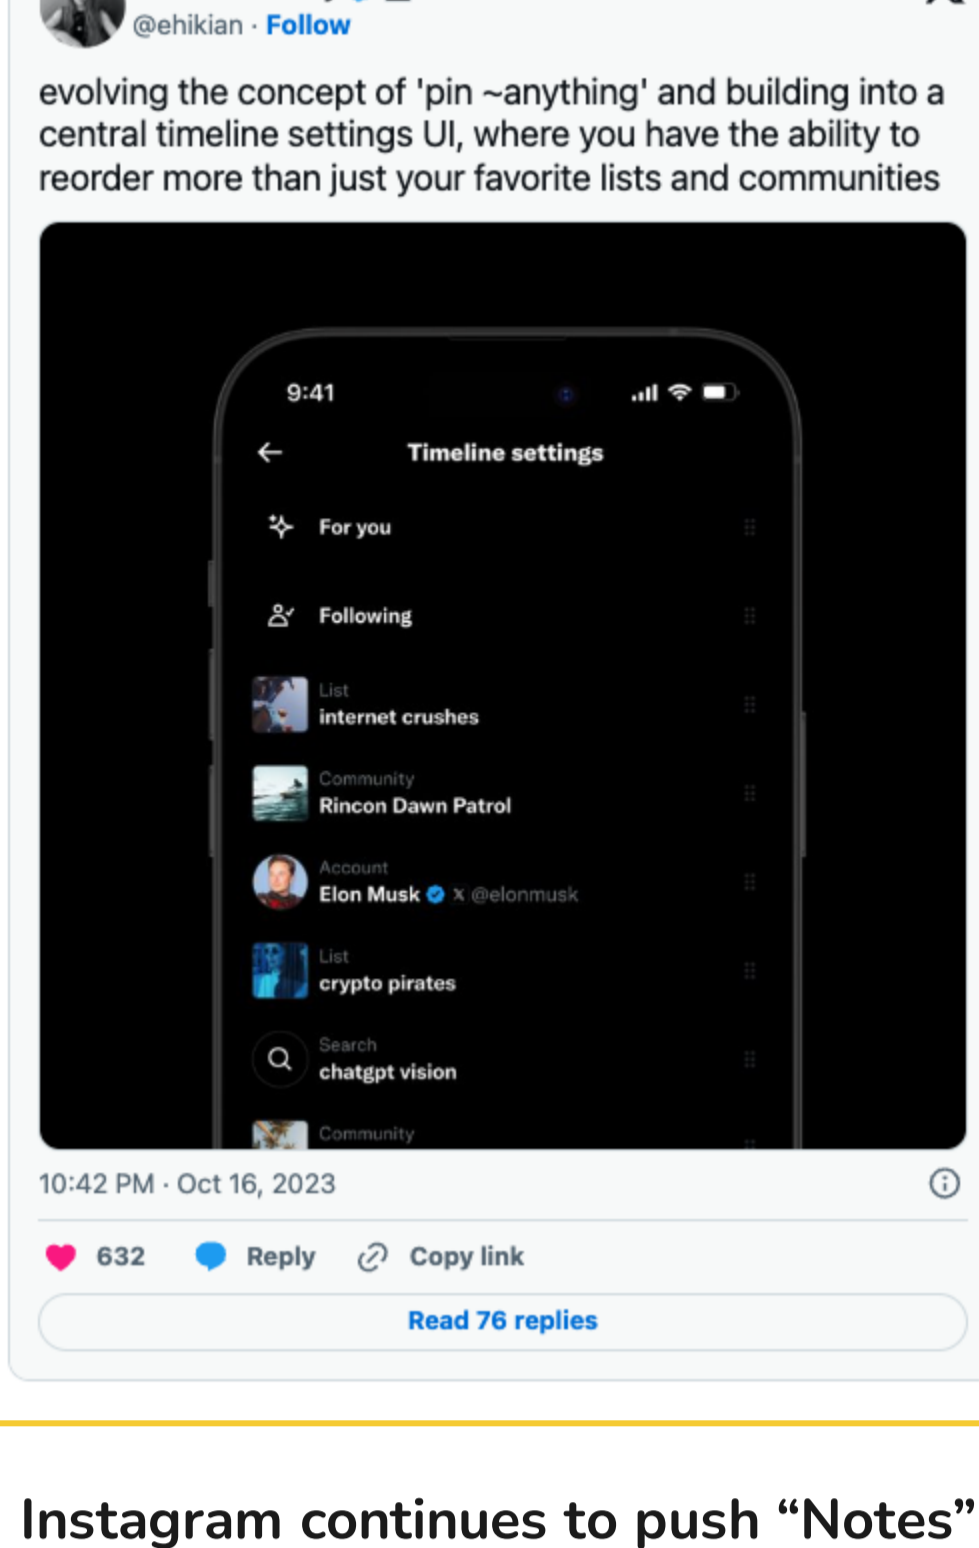 @ehikian · Follow
evolving the concept of 'pin ~anything' and building into a
central timeline settings UI, where you have the ability to
reorder more than just your favorite lists and communities
9:41
Timeline settings
For you
Following
List
internet crushes
Community
Rincon Dawn Patrol
Account
Elon Musk X @elonmusk
List
crypto pirates
Search
chatgpt vision
Community
10:42 PM · Oct 16, 2023
632 Reply Copy link
Read 76 replies
Instagram continues to push “Notes”